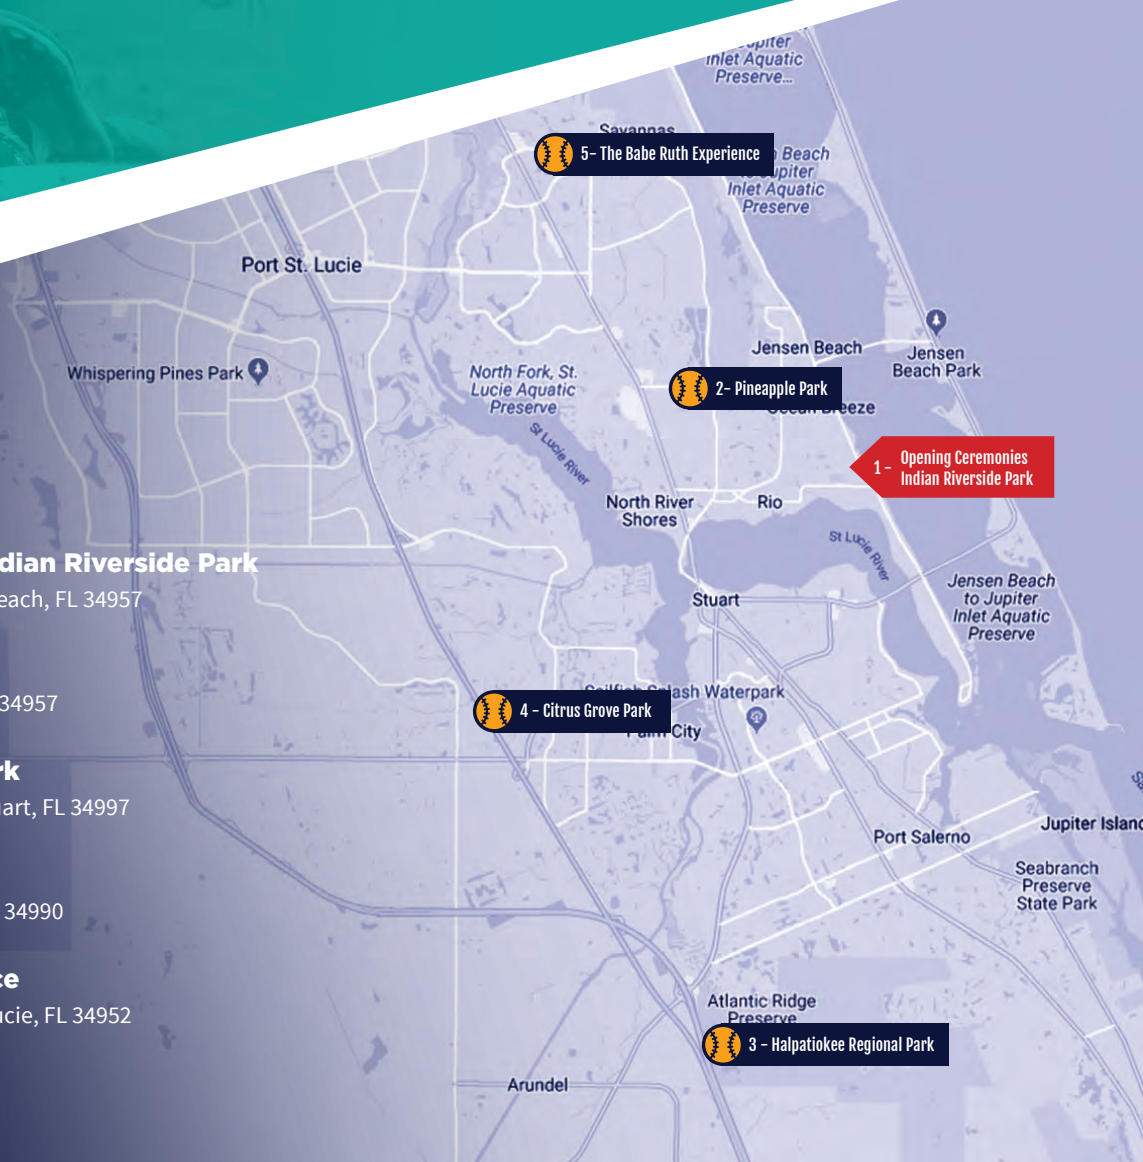 Inlet Aquatic
Preserve...
5- The Babe Ruth Experience
Beach
Inlet Aquatic
Preserve
Port St. Lucie
Jensen Beach
Jensen
Beach Park
Whispering Pines Park
North Fork, St.
Lucie Aquatic
Preserve
2- Pineapple Park
St Lucie River
1 - Opening Ceremonies
Indian Riverside Park
North River
Shores
Rio
St Lucie River
dian Riverside Park
each, FL 34957
Stuart
Jensen Beach
to Jupiter
Inlet Aquatic
Preserve
34957
ash Waterpark
4 - Citrus Grove Park
City
rk
art, FL 34997
Port Salerno
Jupiter Island
Seabranch
Preserve
State Park
34990
ce
ucie, FL 34952
Atlantic Ridge
Preserve
3 - Halpatiokee Regional Park
Arundel